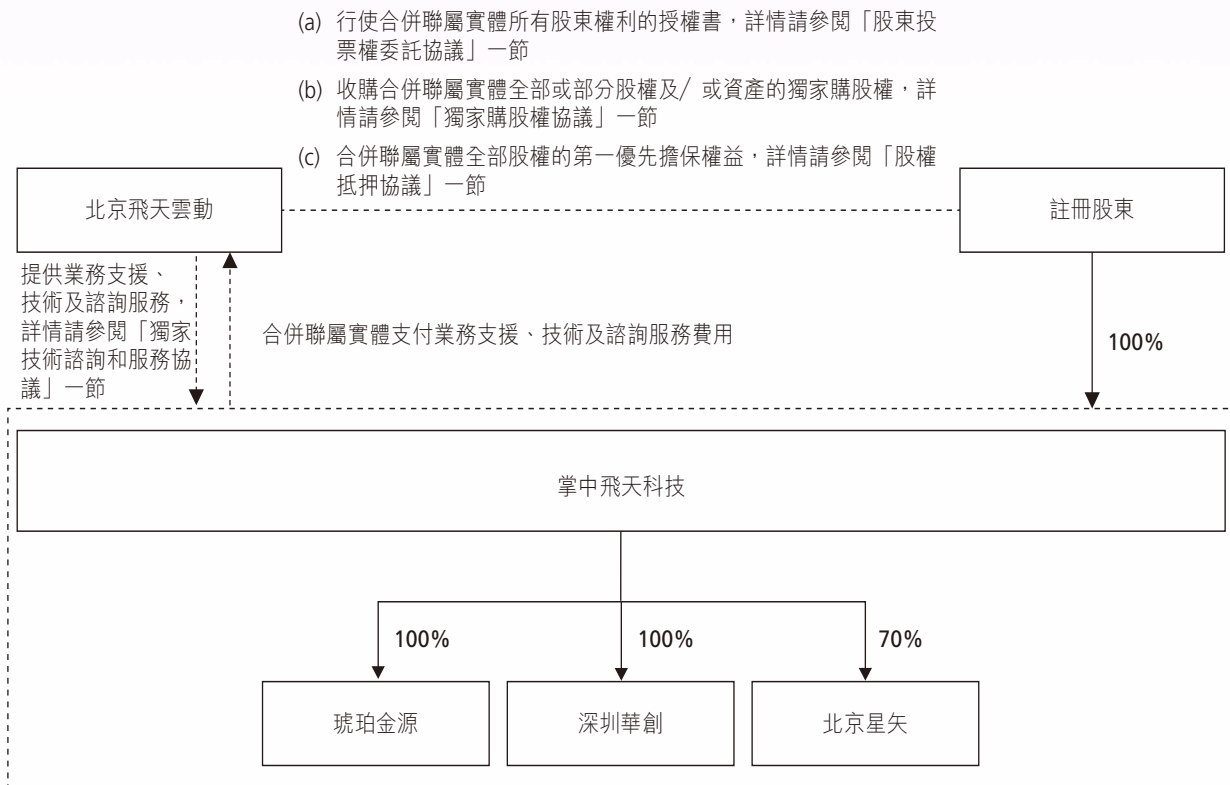 (a) 行使合併聯屬實體所有股東權利的授權書，詳情請參閱「股東投
票權委託協議」一節
(b) 收購合併聯屬實體全部或部分股權及/ 或資產的獨家購股權，詳
情請參閱「獨家購股權協議」一節
(c) 合併聯屬實體全部股權的第一優先擔保權益，詳情請參閱「股權
抵押協議」一節
北京飛天雲動
註冊股東
提供業務支援、
技術及諮詢服務，
詳情請參閱「獨家
技術諮詢和服務協
議」一節
合併聯屬實體支付業務支援、技術及諮詢服務費用
100%
掌中飛天科技
100%
100%
70%
琥珀金源
深圳華創
北京星矢